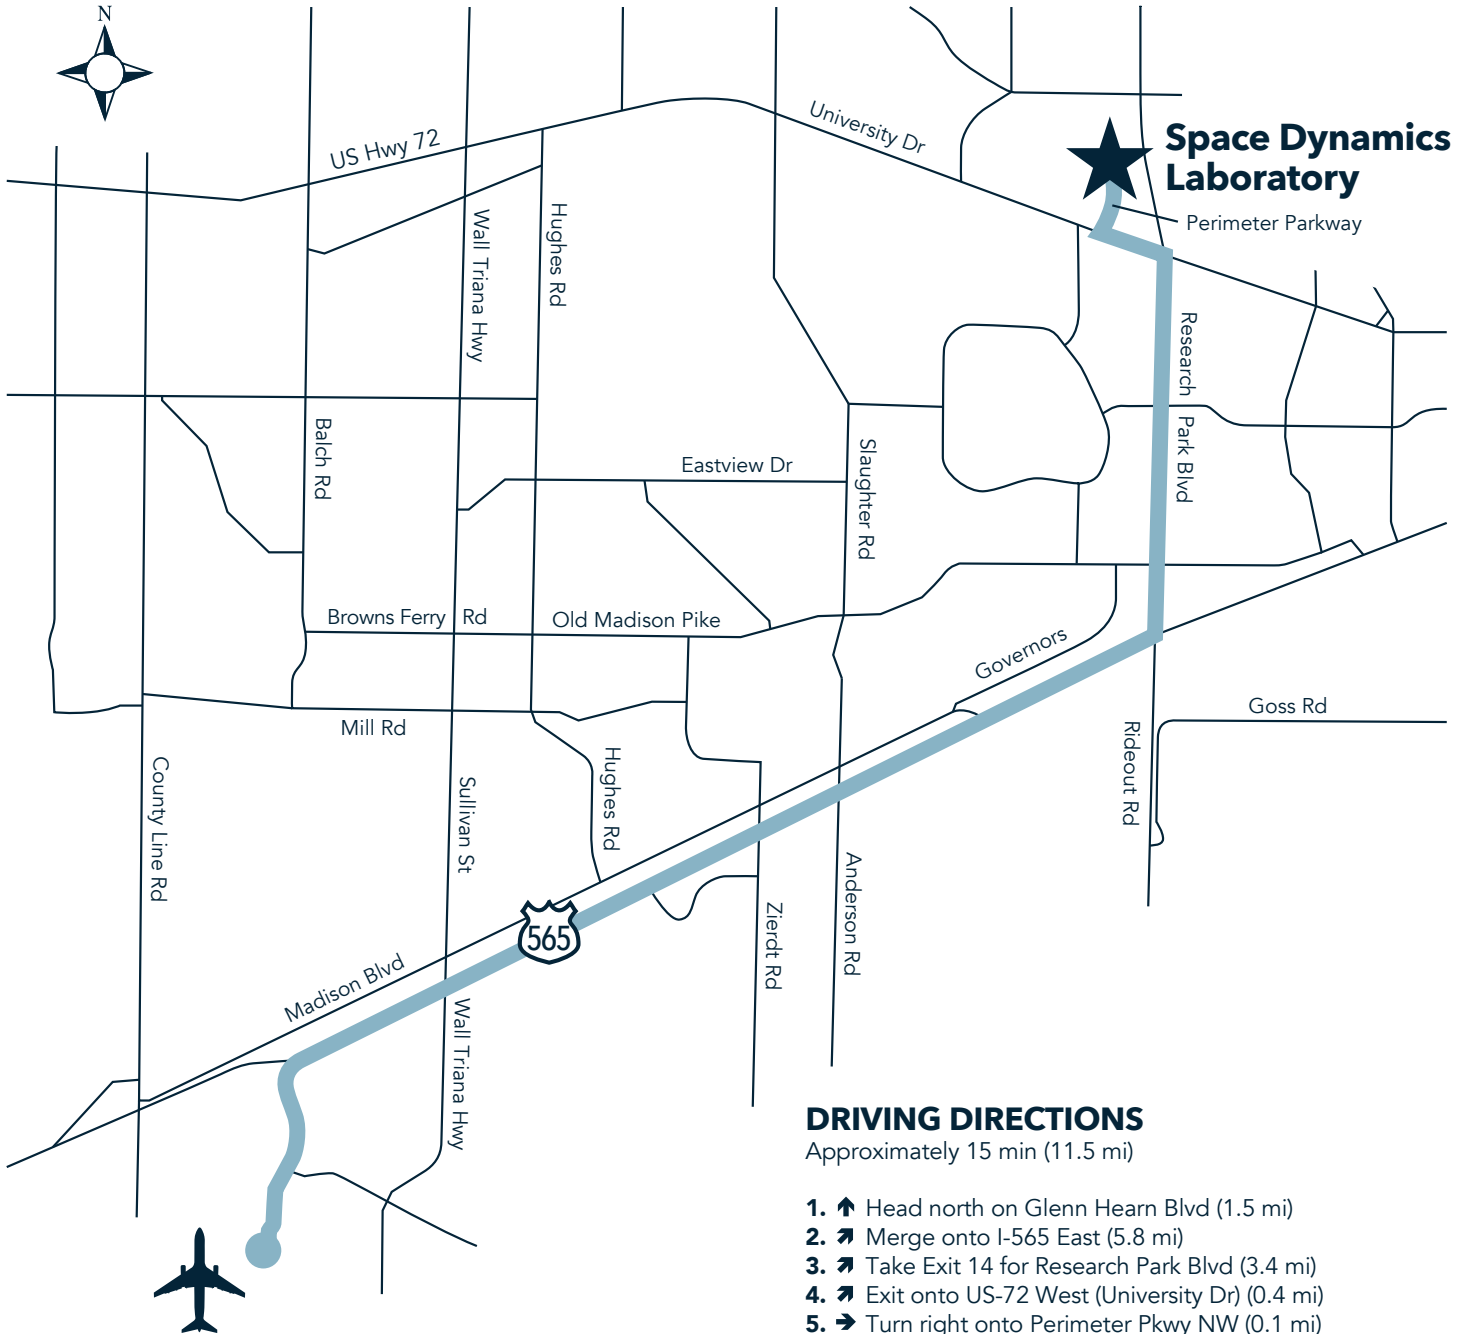 N
US Hwy 72
University Dr
Space Dynamics
Laboratory
Perimeter Parkway
Wall Triana Hwy
Hughes Rd
Research Park Blvd
Balch Rd
Slaughter Rd
Eastview Dr
Browns Ferry Rd
Old Madison Pike
Governors
Mill Rd
Goss Rd
Rideout Rd
County Line Rd
Sullivan St
Hughes Rd
Anderson Rd
Zierdt Rd
565
Madison Blvd
Wall Triana Hwy
DRIVING DIRECTIONS
Approximately 15 min (11.5 mi)
1. Head north on Glenn Hearn Blvd (1.5 mi)
2. Merge onto I-565 East (5.8 mi)
3. Take Exit 14 for Research Park Blvd (3.4 mi)
4. Exit onto US-72 West (University Dr) (0.4 mi)
5. Turn right onto Perimeter Pkwy NW (0.1 mi)